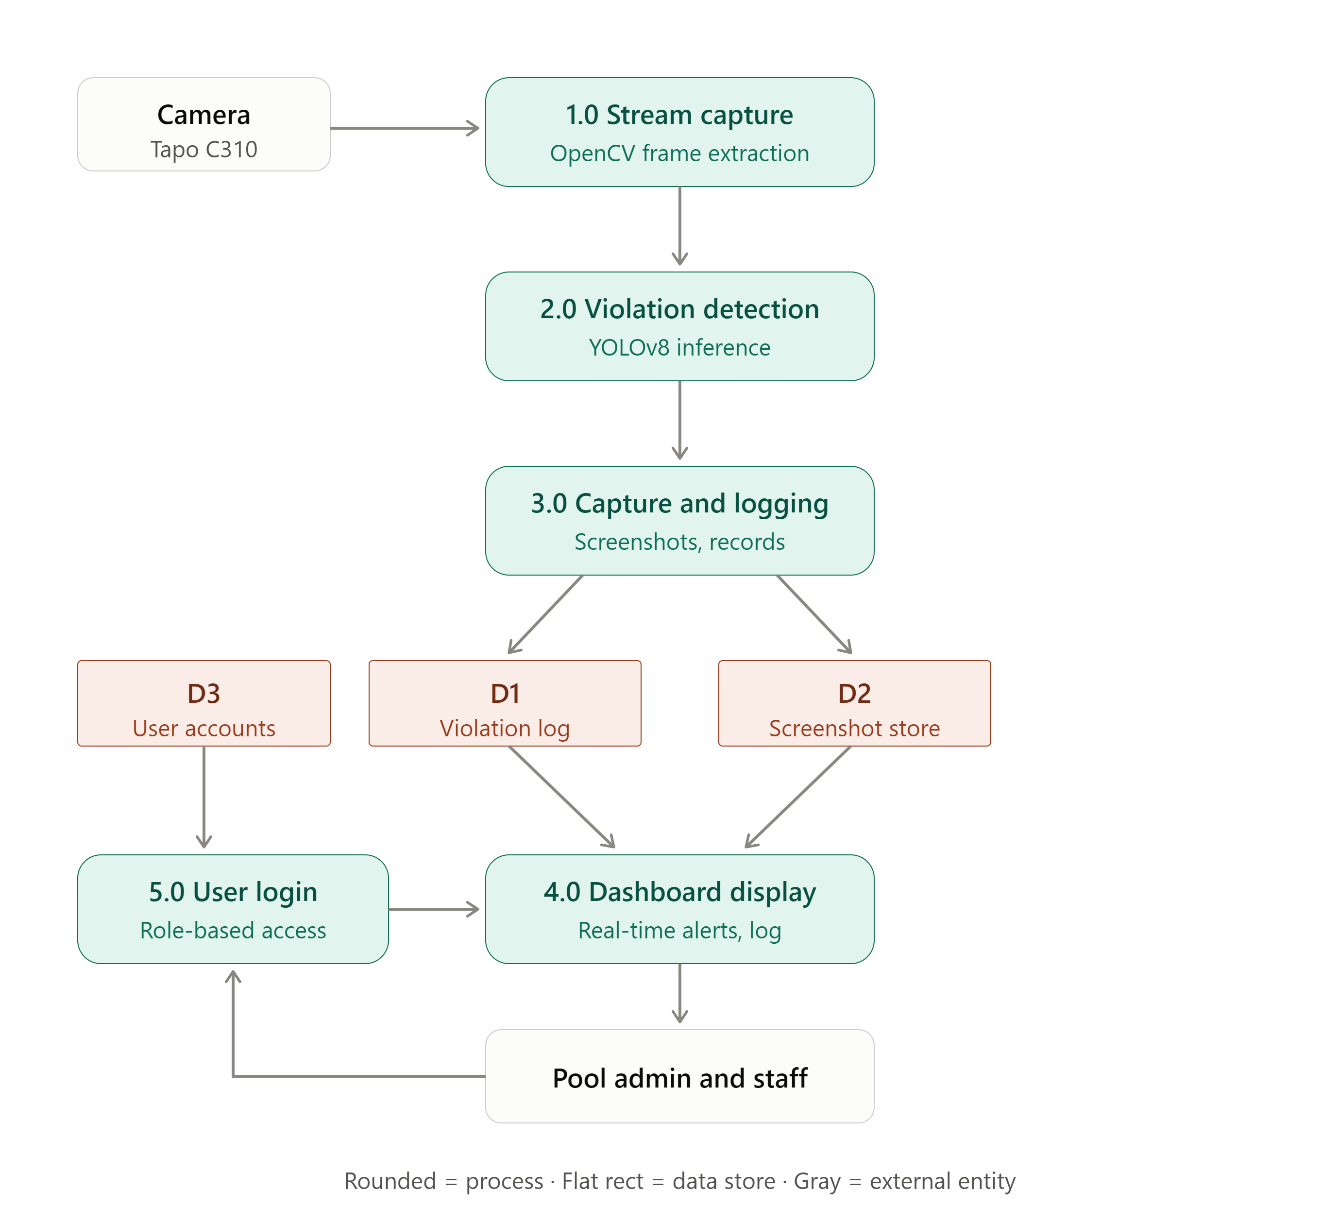 Camera
Tapo C310
1.0 Stream capture
OpenCV frame extraction
2.0 Violation detection
YOLOv8 inference
3.0 Capture and logging
Screenshots, records
D3
User accounts
D1
Violation log
D2
Screenshot store
5.0 User login
Role-based access
4.0 Dashboard display
Real-time alerts, log
Pool admin and staff
Rounded = process · Flat rect = data store · Gray = external entity